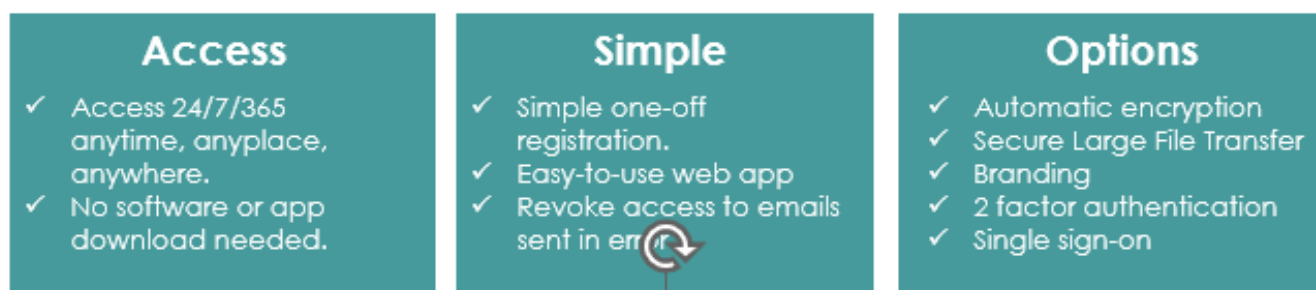 Access
✓ Access 24/7/365
anytime, anyplace,
anywhere.
✓ No software or app
download needed.
Simple
✓ Simple one-off
registration.
✓ Easy-to-use web app
✓ Revoke access to emails
sent in error
Options
✓ Automatic encryption
✓ Secure Large File Transfer
✓ Branding
✓ 2 factor authentication
✓ Single sign-on